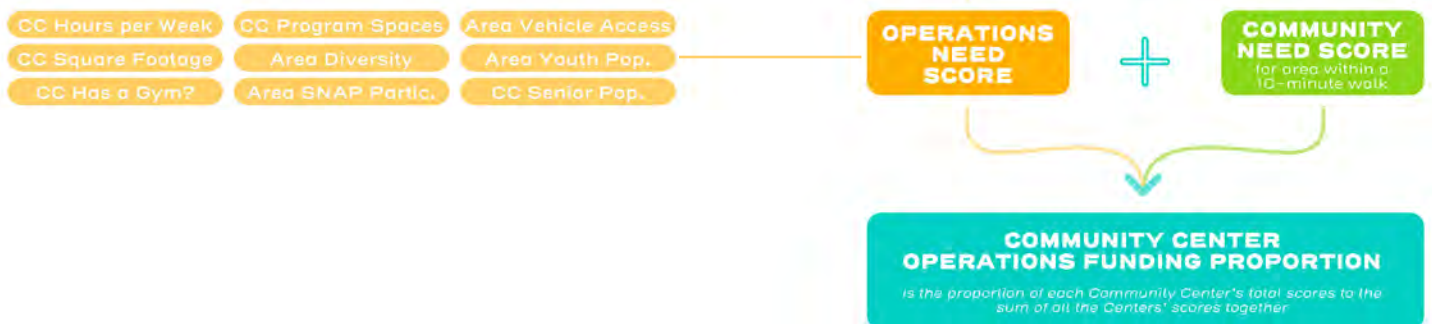 CC Hours per Week
CC Program Spaces
Area Vehicle Access
CC Square Footage
Area Diversity
Area Youth Pop.
CC Has a Gym?
Area SNAP Partic.
CC Senior Pop.
OPERATIONS
NEED
SCORE
COMMUNITY
NEED SCORE
for area within a
10-minute walk
COMMUNITY CENTER
OPERATIONS FUNDING PROPORTION
is the proportion of each Community Center's total scores to the
sum of all the Centers' scores together